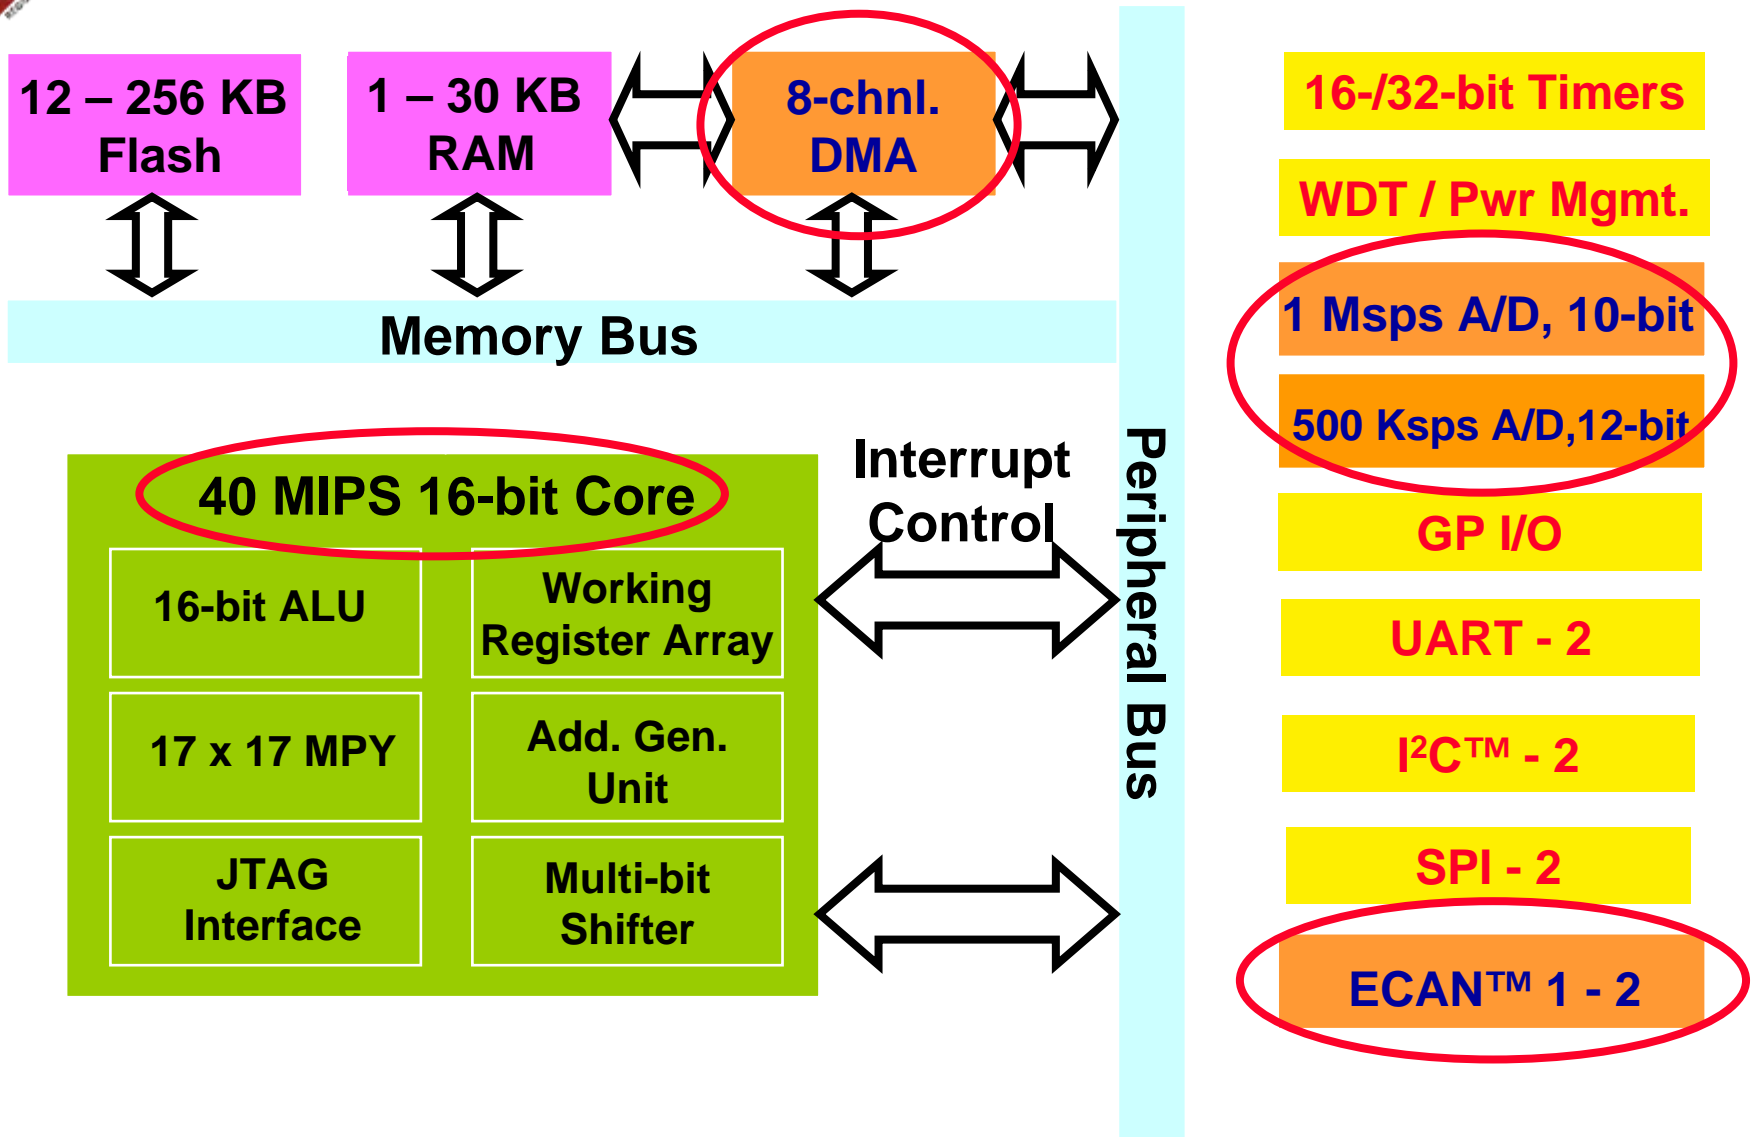 12 – 256 KB
Flash
1 – 30 KB
RAM
8-chnl.
DMA
Memory Bus
40 MIPS 16-bit Core
16-bit ALU
Working
Register Array
17 x 17 MPY
Add. Gen.
Unit
JTAG
Interface
Multi-bit
Shifter
Interrupt
Control
Peripheral Bus
16-/32-bit Timers
WDT / Pwr Mgmt.
1 Msps A/D, 10-bit
500 Ksps A/D,12-bit
GP I/O
UART - 2
I²C™ - 2
SPI - 2
ECAN™ 1 - 2